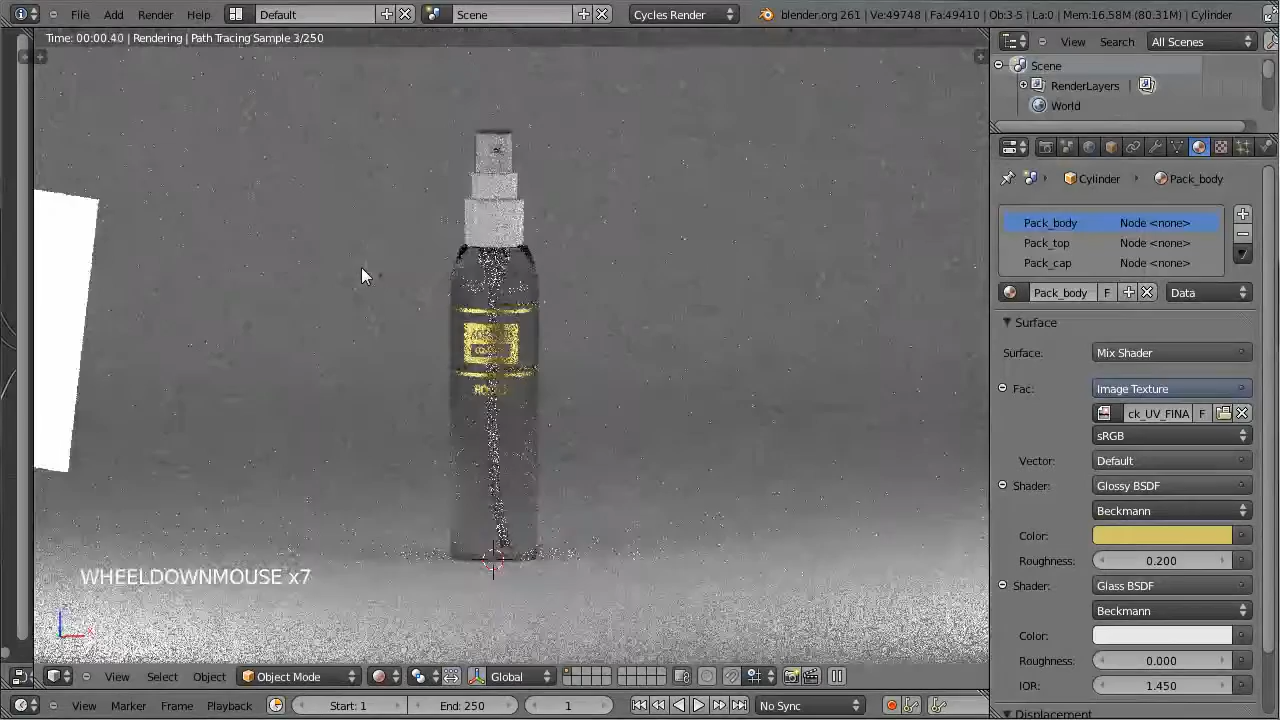 File Add Render Help Default Scene Cycles Render blender.org 261 | Ve:49748 | Fa:49410 | Ob:3-5 | La:0 | Mem:16.58M (80.31M) | Cylinder
Time: 00:00.40 | Rendering | Path Tracing Sample 3/250
View Search All Scenes
Scene
RenderLayers
World
Cylinder Pack_body
Pack_body Node <none>
Pack_top Node <none>
Pack_cap Node <none>
Pack_body F Data
Surface
Surface: Mix Shader
Fac: Image Texture
ck_UV_FINA F
sRGB
Vector: Default
Shader: Glossy BSDF
Beckmann
Color:
Roughness: 0.200
Shader: Glass BSDF
Beckmann
Color:
Roughness: 0.000
IOR: 1.450
Displacement
WHEELDOWNMOUSE x7
View Select Object Object Mode Global
View Marker Frame Playback Start: 1 End: 250 1 No Sync